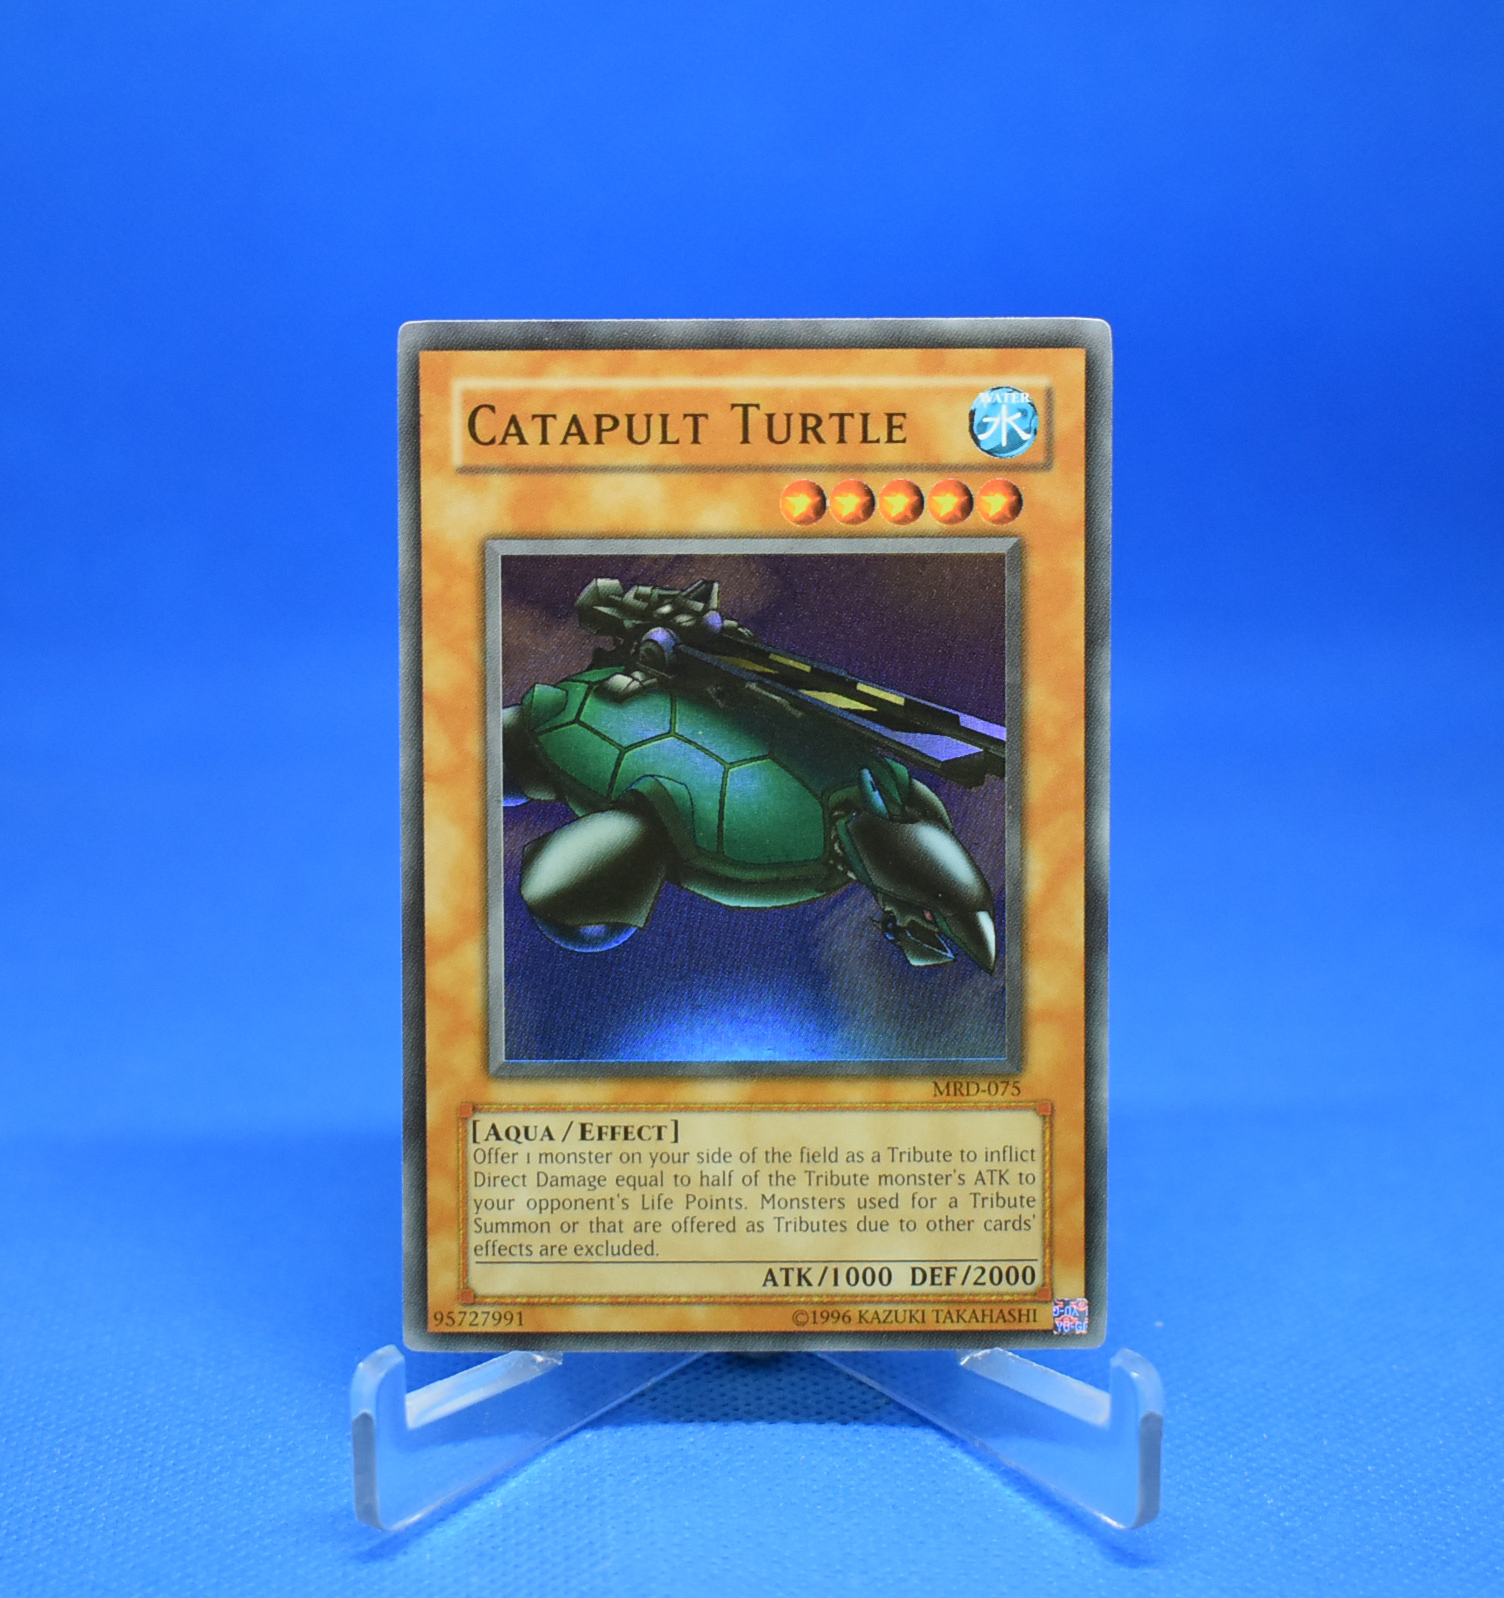 CATAPULT TURTLE
WATER
水
MRD-075
[AQUA/EFFECT]
Offer 1 monster on your side of the field as a Tribute to inflict
Direct Damage equal to half of the Tribute monster's ATK to
your opponent's Life Points. Monsters used for a Tribute
Summon or that are offered as Tributes due to other cards'
effects are excluded.
ATK/1000 DEF/2000
95727991
©1996 KAZUKI TAKAHASHI